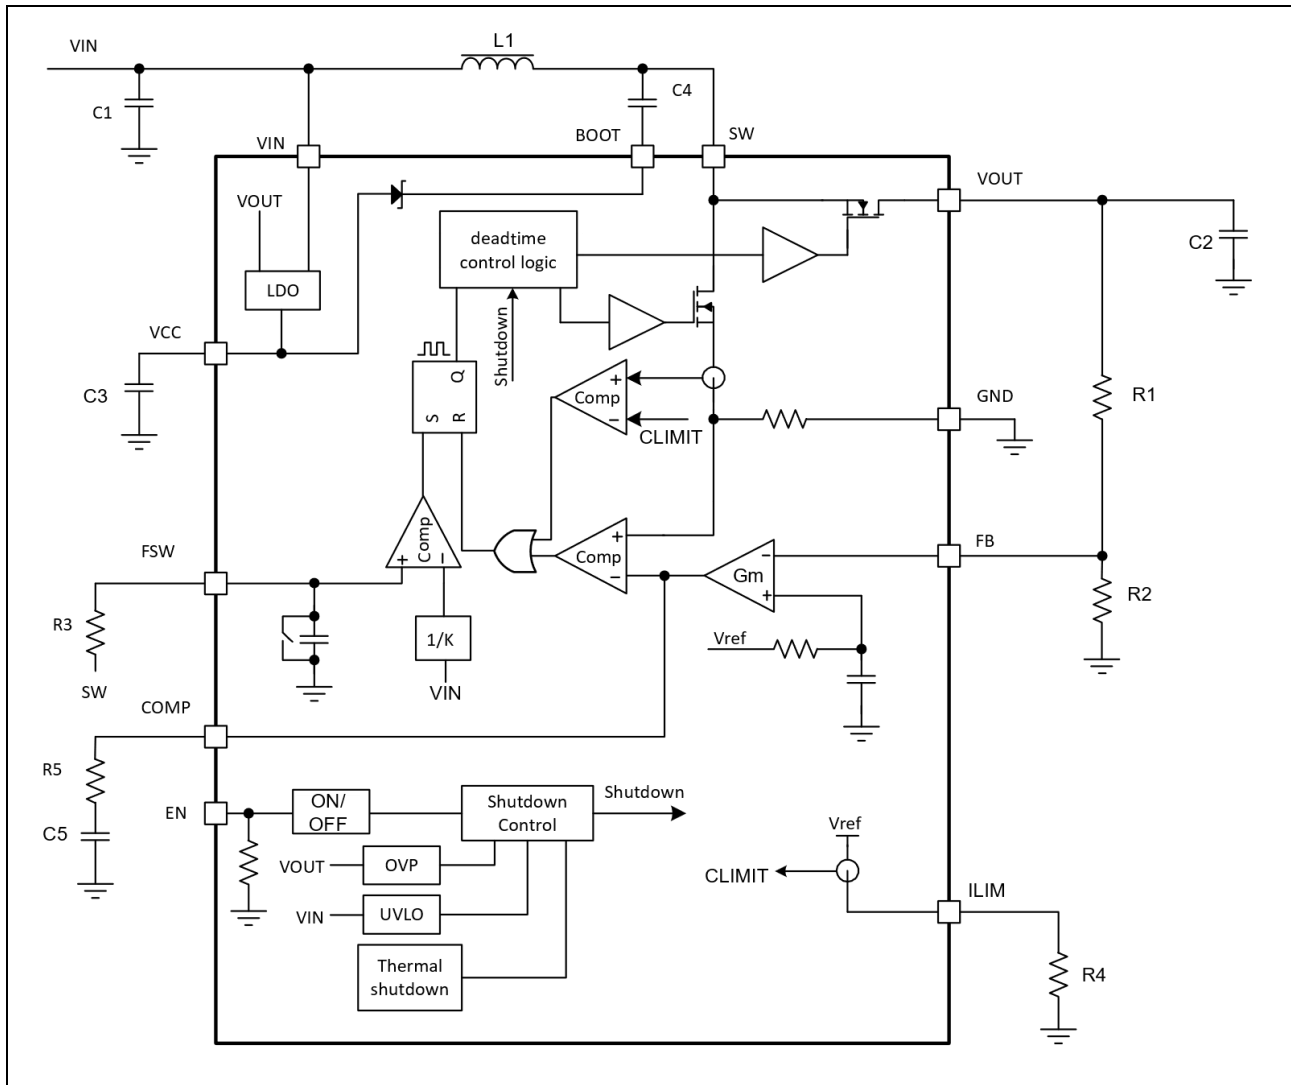 L1
VIN
C4
C1
BOOT
SW
VIN
VOUT
VOUT
deadtime
control logic
C2
LDO
VCC
Shutdown
Q
C3
S
R
+
Comp
−
CLIMIT
GND
R1
FSW
Comp
+
−
+
Comp
−
FB
−
Gm
+
R3
SW
1/K
VIN
Vref
R2
COMP
R5
C5
EN
ON/
OFF
Shutdown
Control
Shutdown
VOUT
OVP
VIN
UVLO
Thermal
shutdown
Vref
CLIMIT
ILIM
R4